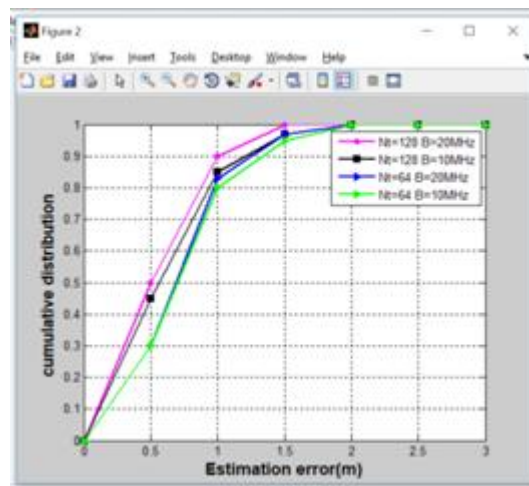 Figure 2
File Edit View Insert Tools Desktop Window Help
1
0.9
0.8
0.7
0.6
0.5
0.4
0.3
0.2
0.1
0
cumulative distribution
Nt=128 B=20MHz
Nt=128 B=10MHz
Nt=64 B=20MHz
Nt=64 B=10MHz
0 0.5 1 1.5 2 2.5 3
Estimation error(m)